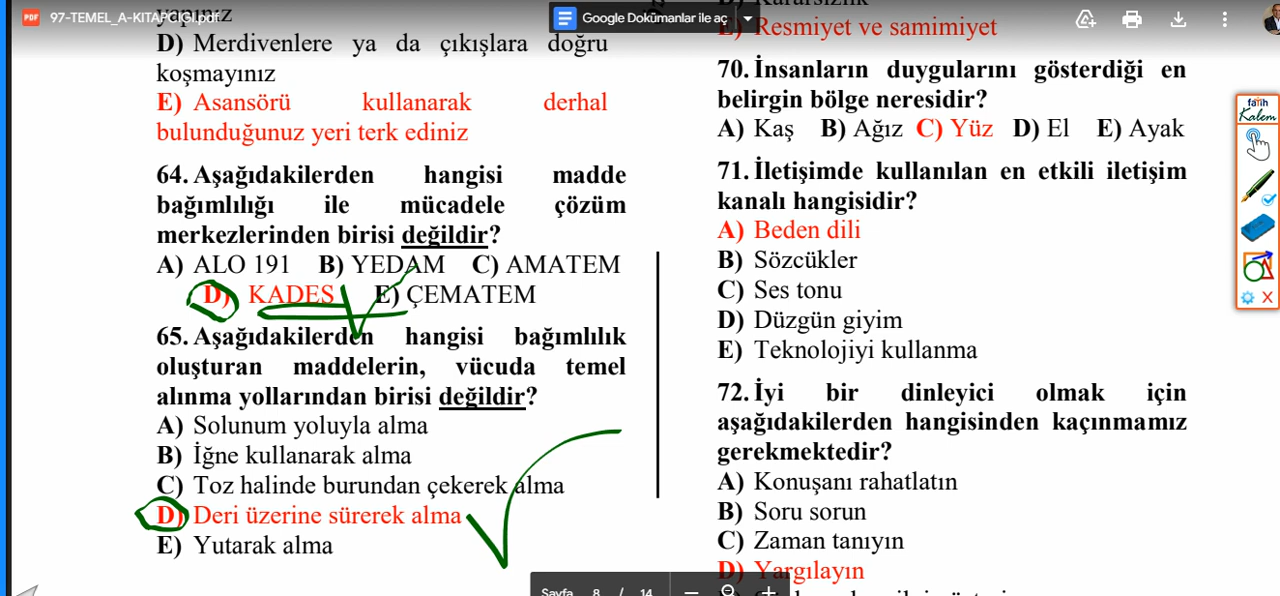 97-TEMEL_A-KITAPCIGI.pdf
Google Dokümanlar ile aç
yapınız
D) Merdivenlere ya da çıkışlara doğru
koşmayınız
E) Asansörü kullanarak derhal
bulunduğunuz yeri terk ediniz
64. Aşağıdakilerden hangisi madde
bağımlılığı ile mücadele çözüm
merkezlerinden birisi değildir?
A) ALO 191 B) YEDAM C) AMATEM
D) KADES E) ÇEMATEM
65. Aşağıdakilerden hangisi bağımlılık
oluşturan maddelerin, vücuda temel
alınma yollarından birisi değildir?
A) Solunum yoluyla alma
B) İğne kullanarak alma
C) Toz halinde burundan çekerek alma
D) Deri üzerine sürerek alma
E) Yutarak alma
D) Kararsızlık
E) Resmiyet ve samimiyet
70. İnsanların duygularını gösterdiği en
belirgin bölge neresidir?
A) Kaş B) Ağız C) Yüz D) El E) Ayak
71. İletişimde kullanılan en etkili iletişim
kanalı hangisidir?
A) Beden dili
B) Sözcükler
C) Ses tonu
D) Düzgün giyim
E) Teknolojiyi kullanma
72. İyi bir dinleyici olmak için
aşağıdakilerden hangisinden kaçınmamız
gerekmektedir?
A) Konuşanı rahatlatın
B) Soru sorun
C) Zaman tanıyın
D) Yargılayın
Sayfa 8 / 14
fatih
Kalem